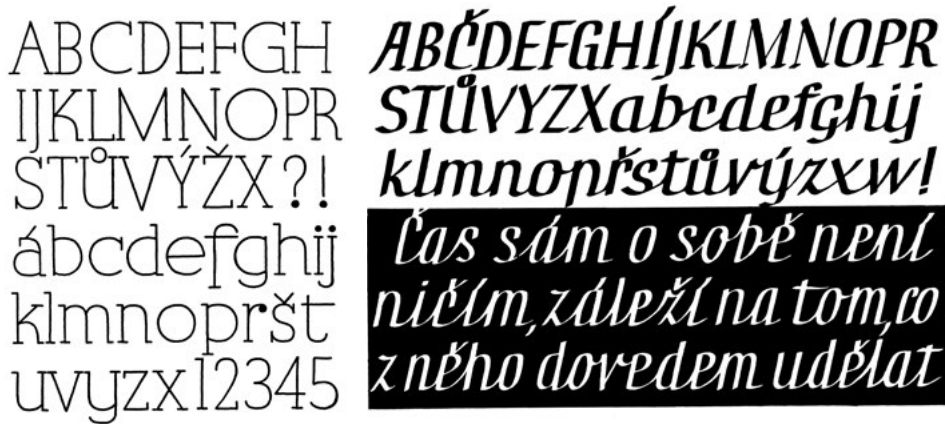 ABCDEFGH
IJKLMNOPR
STŮVÝŽX?!
ábcdefghij
klmnopršt
uvyzx12345
ABČDEFGHÍJKLMNOPR
STŮVYZXabcdefghij
klmnopřstůvýzxw!
Čas sám o sobě není
ničím, záleží na tom, co
z něho dovedem udělat